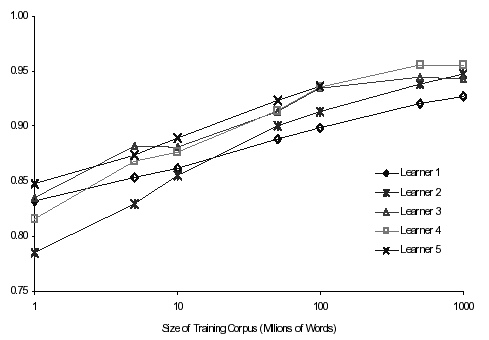 1.00
0.95
0.90
0.85
0.80
0.75
1 10 100 1000
Size of Training Corpus (Millions of Words)
Learner 1
Learner 2
Learner 3
Learner 4
Learner 5